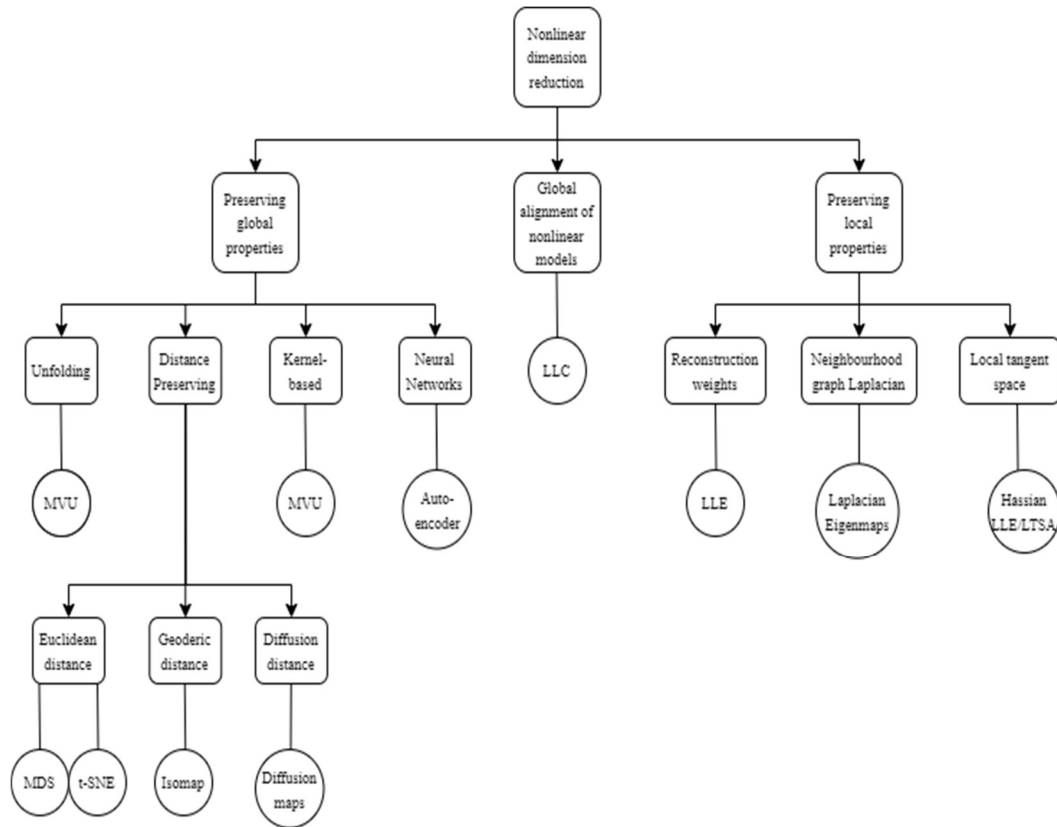 Nonlinear
dimension
reduction
Preserving
global
properties
Global
alignment of
nonlinear
models
Preserving
local
properties
Unfolding
Distance
Preserving
Kernel-
based
Neural
Networks
LLC
Reconstruction
weights
Neighbourhood
graph Laplacian
Local tangent
space
MVU
MVU
Auto-
encoder
LLE
Laplacian
Eigenmaps
Hassian
LLE/LTSA
Euclidean
distance
Geoderic
distance
Diffusion
distance
MDS
t-SNE
Isomap
Diffusion
maps